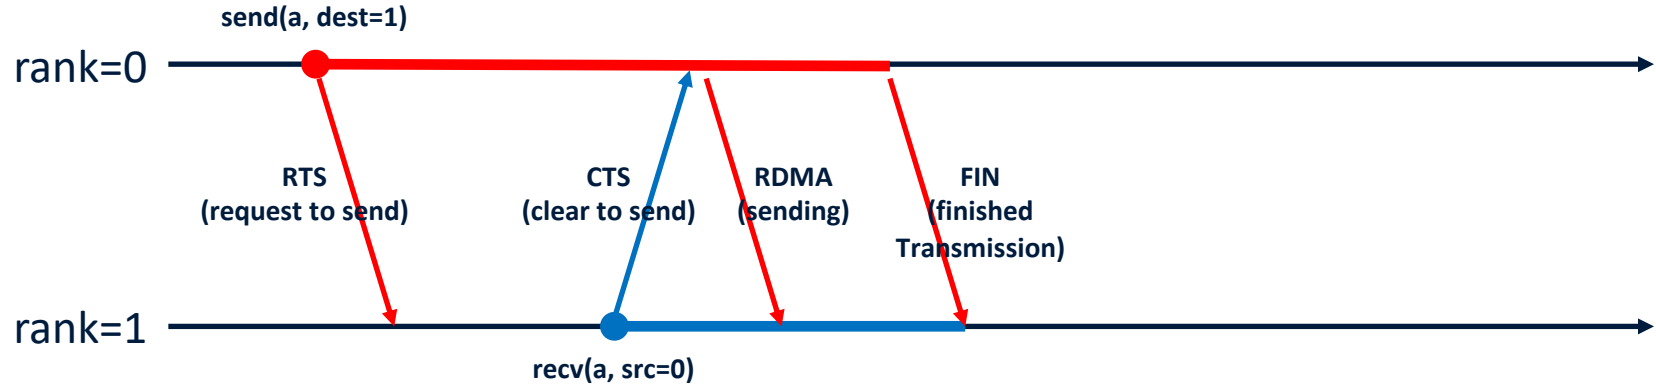 send(a, dest=1)
rank=0
RTS
(request to send)
CTS
(clear to send)
RDMA
(sending)
FIN
(finished
Transmission)
rank=1
recv(a, src=0)